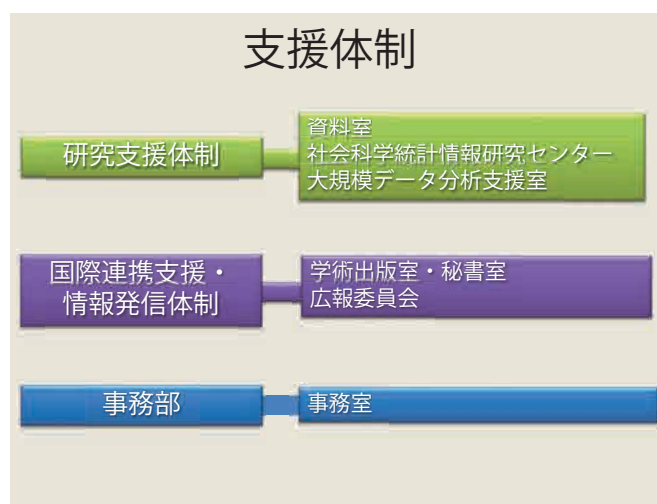 支援体制
研究支援体制
資料室
社会科学統計情報研究センター
大規模データ分析支援室
国際連携支援・
情報発信体制
学術出版室・秘書室
広報委員会
事務部
事務室